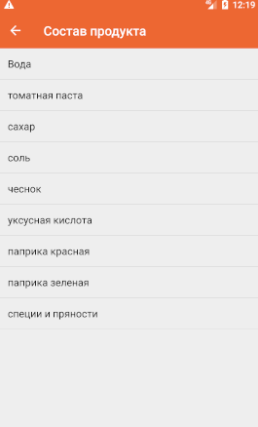 12:19
Состав продукта
Вода
томатная паста
сахар
соль
чеснок
уксусная кислота
паприка красная
паприка зеленая
специи и пряности